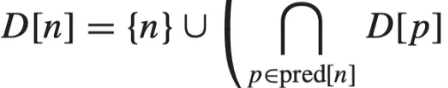 D[n] = {n} ∪ ( ⋂ D[p]
p∈pred[n]